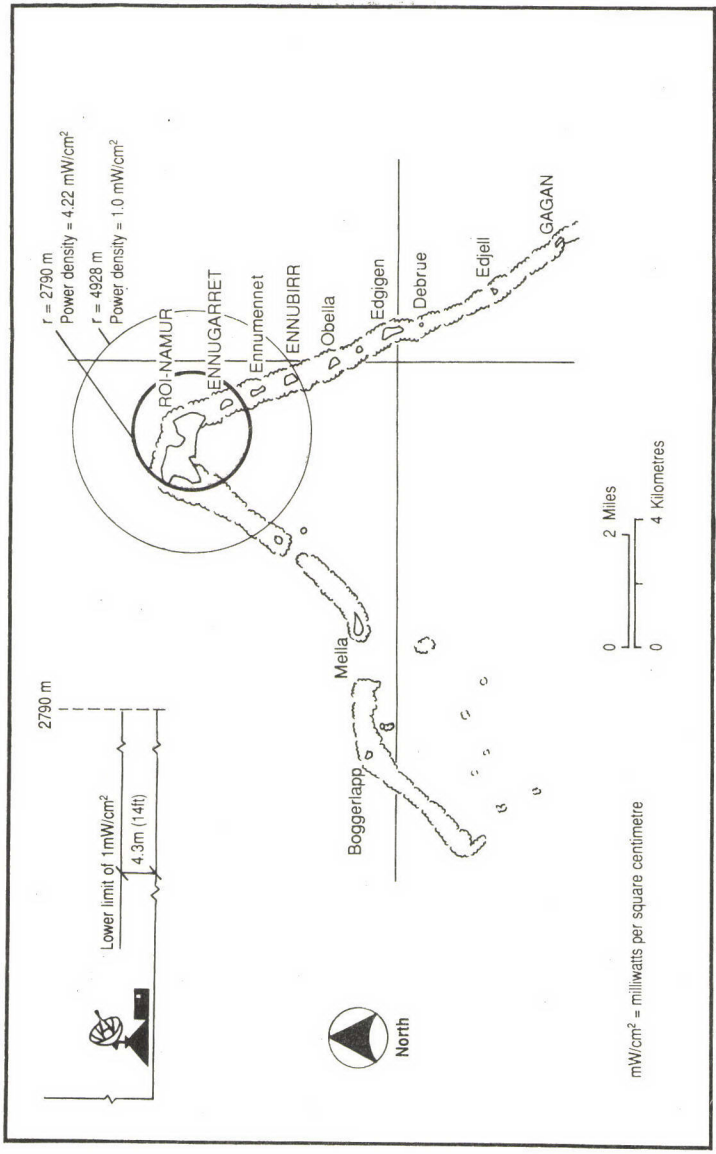 2790 m
Lower limit of 1mW/cm²
4.3m (14ft)
r = 2790 m
Power density = 4.22 mW/cm²
r = 4928 m
Power density = 1.0 mW/cm²
ROI-NAMUR
ENNUGARRET
Ennumennet
ENNUBIRR
Obella
Edgigen
Debrue
Edjell
GAGAN
Mella
Boggerlapp
North
0 2 Miles
0 4 Kilometres
mW/cm² = milliwatts per square centimetre